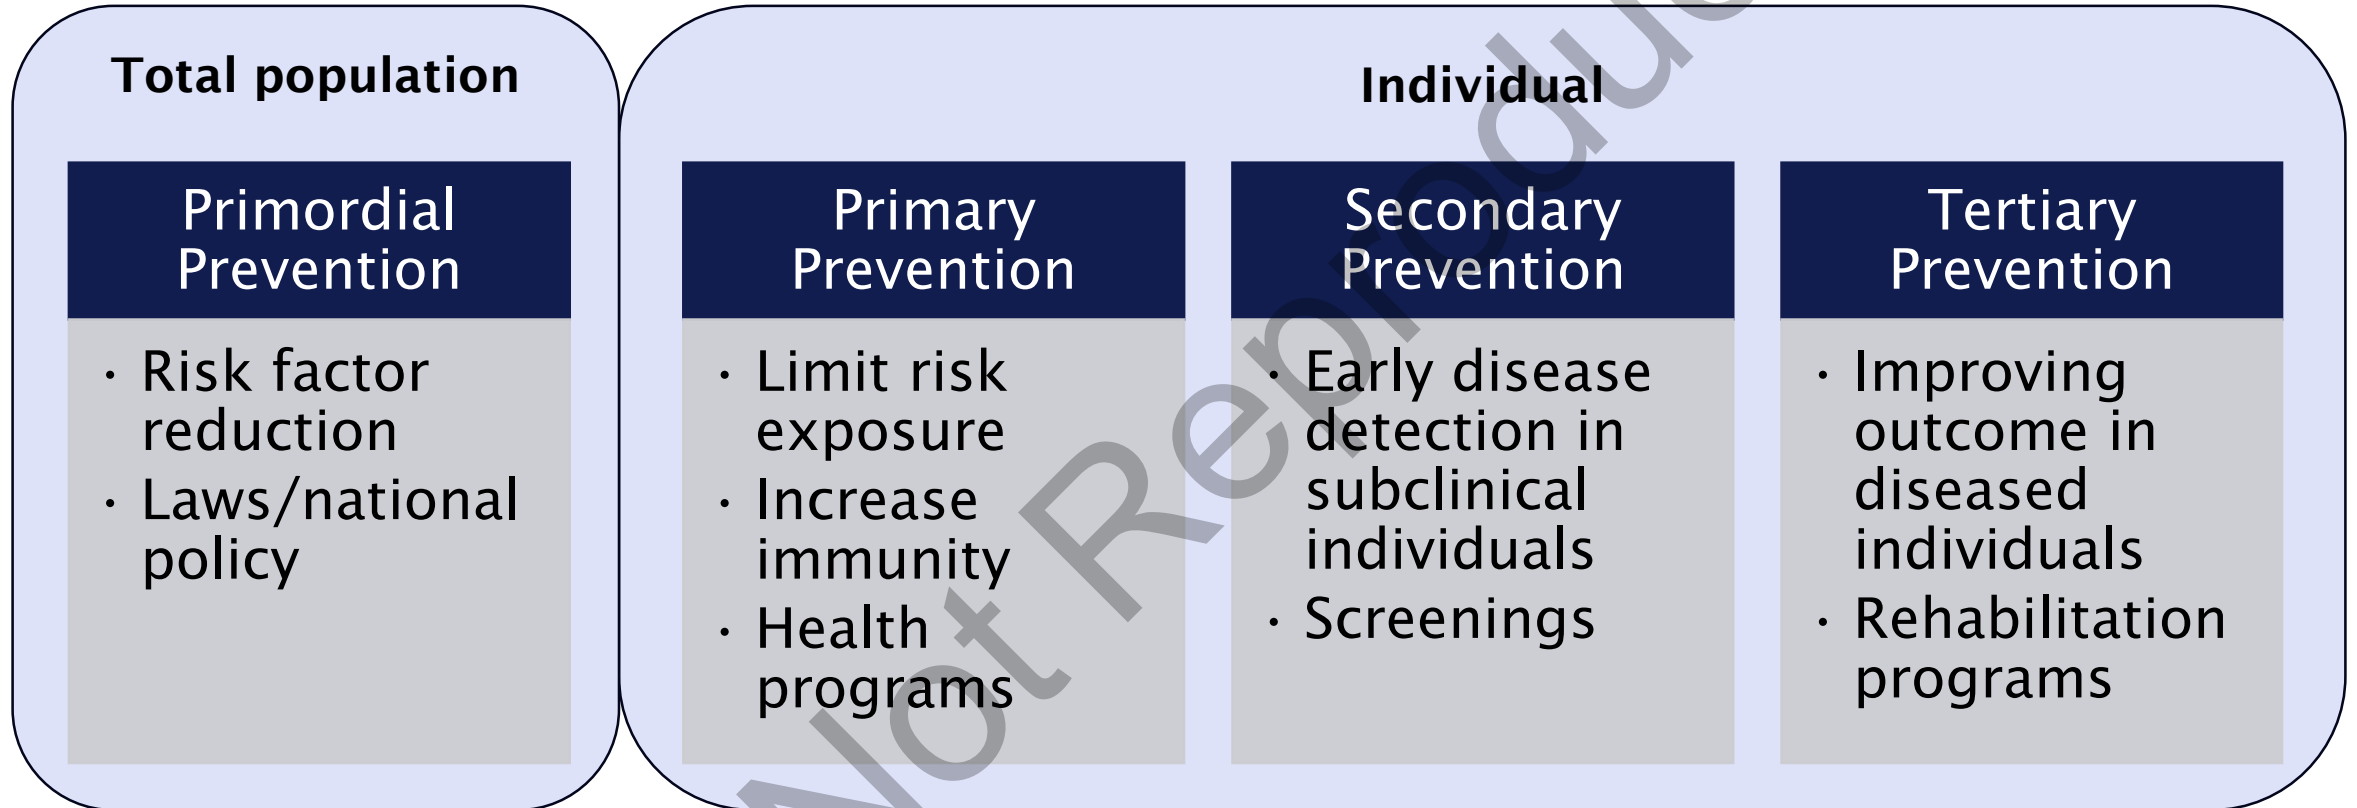 Total population
Primordial
Prevention
· Risk factor
reduction
· Laws/national
policy
Individual
Primary
Prevention
· Limit risk
exposure
· Increase
immunity
· Health
programs
Secondary
Prevention
· Early disease
detection in
subclinical
individuals
· Screenings
Tertiary
Prevention
· Improving
outcome in
diseased
individuals
· Rehabilitation
programs
Not Reproduc